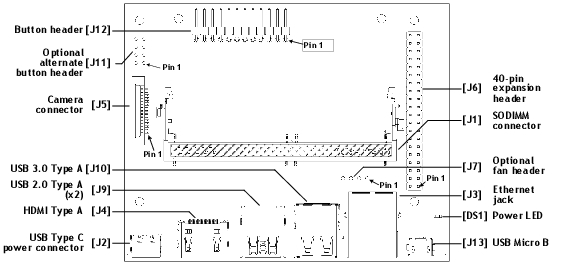 Button header [J12]
Pin 1
Optional
alternate [J11]
button header
Pin 1
Camera
connector [J5]
Pin 1
[J6] 40-pin
expansion
header
[J1] SODIMM
connector
USB 3.0 Type A [J10]
USB 2.0 Type A
(x2) [J9]
HDMI Type A [J4]
USB Type C
power connector [J2]
[J7] Optional
fan header
Pin 1
Pin 1
[J3] Ethernet
jack
[DS1] Power LED
[J13] USB Micro B